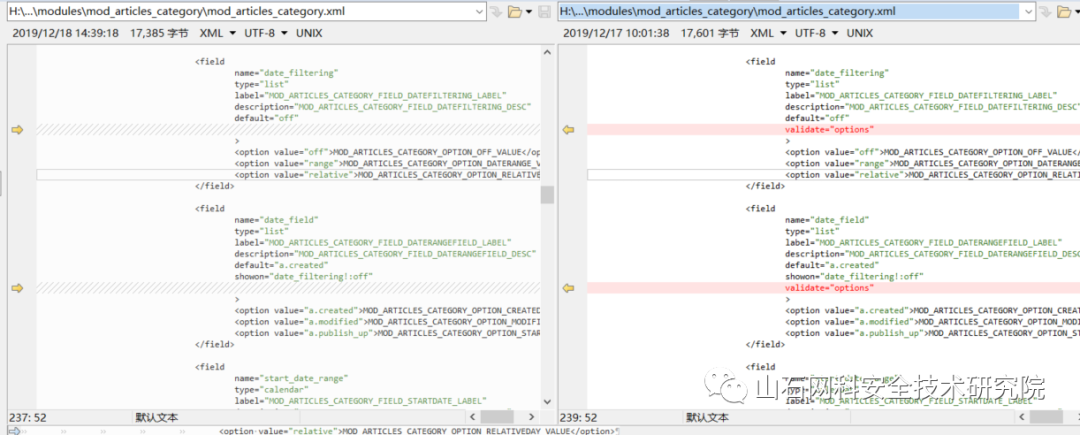 H:\...\modules\mod_articles_category\mod_articles_category.xml
2019/12/18 14:39:18 17,385 字节 XML UTF-8 UNIX
<field
name="date_filtering"
type="list"
label="MOD_ARTICLES_CATEGORY_FIELD_DATEFILTERING_LABEL"
description="MOD_ARTICLES_CATEGORY_FIELD_DATEFILTERING_DESC"
default="off"
>
<option value="off">MOD_ARTICLES_CATEGORY_OPTION_OFF_VALUE</op
<option value="range">MOD_ARTICLES_CATEGORY_OPTION_DATERANGE_V
<option value="relative">MOD_ARTICLES_CATEGORY_OPTION_RELATIVE
</field>
<field
name="date_field"
type="list"
label="MOD_ARTICLES_CATEGORY_FIELD_DATERANGEFIELD_LABEL"
description="MOD_ARTICLES_CATEGORY_FIELD_DATERANGEFIELD_DESC"
default="a.created"
showon="date_filtering!:off"
>
<option value="a.created">MOD_ARTICLES_CATEGORY_OPTION_CREATED
<option value="a.modified">MOD_ARTICLES_CATEGORY_OPTION_MODIFI
<option value="a.publish_up">MOD_ARTICLES_CATEGORY_OPTION_STAR
</field>
<field
name="start_date_range"
type="calendar"
label="MOD_ARTICLES_CATEGORY_FIELD_STARTDATE_LABEL"
237: 52 默认文本
H:\...\modules\mod_articles_category\mod_articles_category.xml
2019/12/17 10:01:38 17,601 字节 XML UTF-8 UNIX
<field
name="date_filtering"
type="list"
label="MOD_ARTICLES_CATEGORY_FIELD_DATEFILTERING_LABEL"
description="MOD_ARTICLES_CATEGORY_FIELD_DATEFILTERING_DESC"
default="off"
validate="options"
>
<option value="off">MOD_ARTICLES_CATEGORY_OPTION_OFF_VALUE</
<option value="range">MOD_ARTICLES_CATEGORY_OPTION_DATERANGE
<option value="relative">MOD_ARTICLES_CATEGORY_OPTION_RELATI
</field>
<field
name="date_field"
type="list"
label="MOD_ARTICLES_CATEGORY_FIELD_DATERANGEFIELD_LABEL"
description="MOD_ARTICLES_CATEGORY_FIELD_DATERANGEFIELD_DESC
default="a.created"
showon="date_filtering!:off"
validate="options"
>
<option value="a.created">MOD_ARTICLES_CATEGORY_OPTION_CREAT
<option value="a.modified">MOD_ARTICLES_CATEGORY_OPTION_MODI
<option value="a.publish_up">MOD_ARTICLES_CATEGORY_OPTION_ST
</field>
<field
name="start_date_range"
type="calendar"
label="MOD_ARTICLES_CATEGORY_FIELD_STARTDATE_LABEL"
239: 52 默认文本
山石网科安全技术研究院
<option value="relative">MOD_ARTICLES_CATEGORY_OPTION_RELATIVEDAY_VALUE</option>